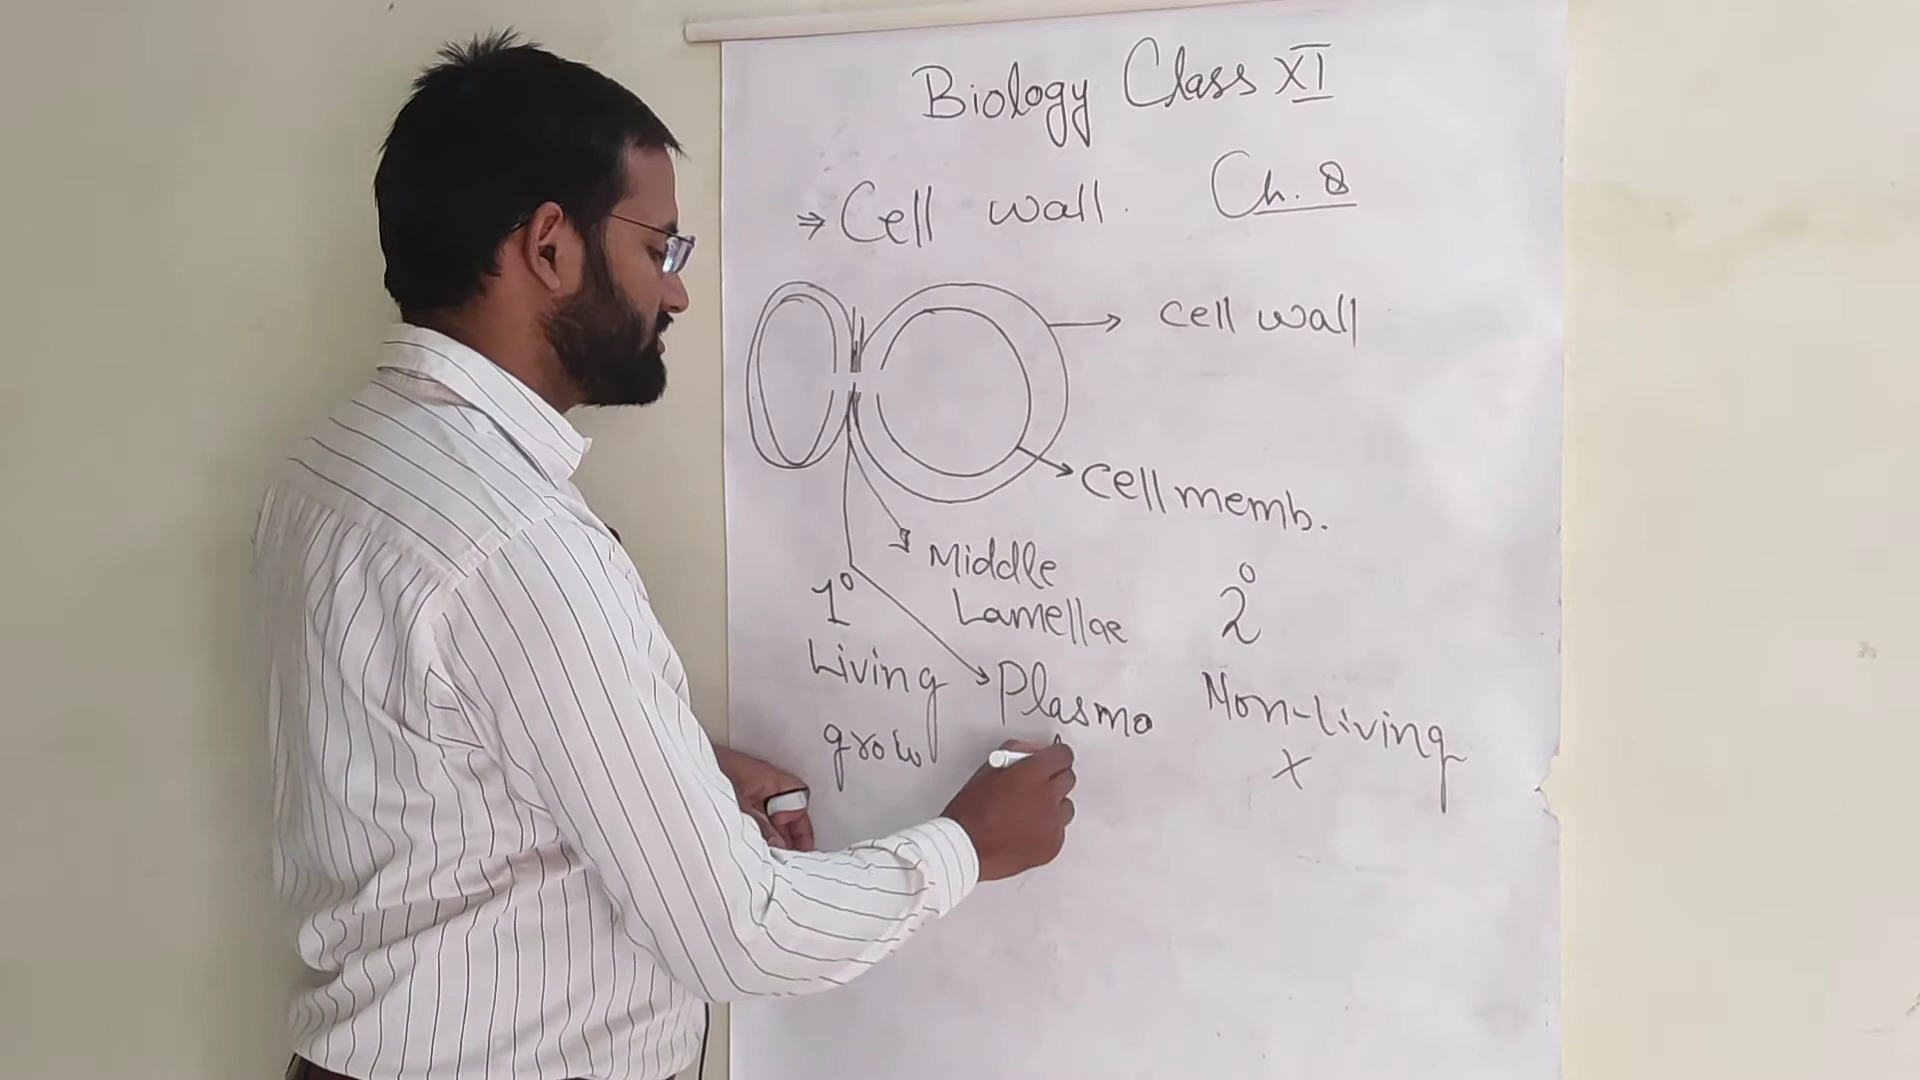 Biology Class XI
Ch. 8
⇒ Cell wall.
cell wall
cell memb.
Middle
Lamellae
1° 2°
Living Plasmo Non-Living
grow X